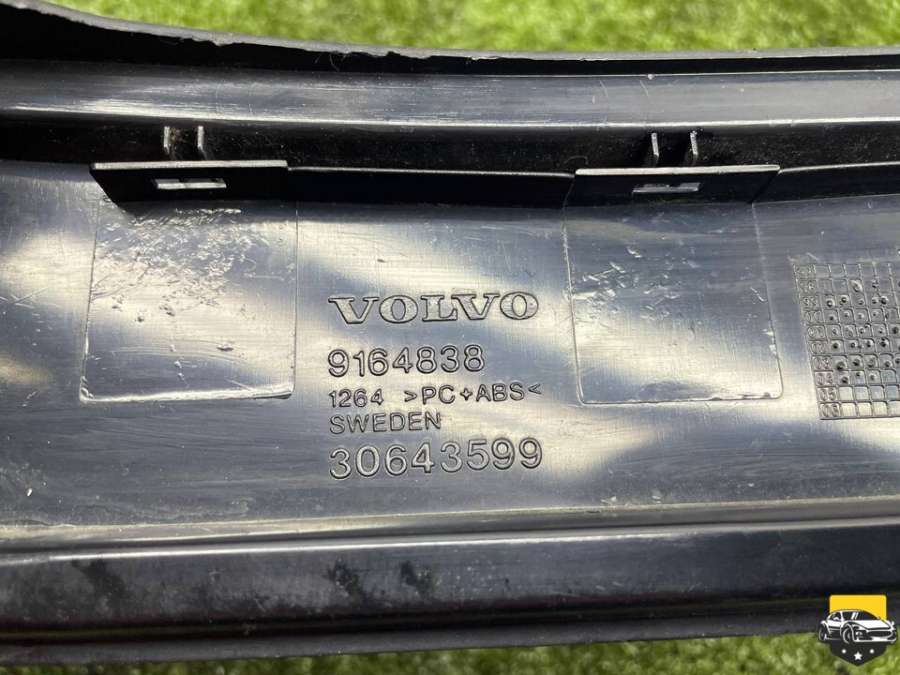 VOLVO
9164838
1264 >PC+ABS<
SWEDEN
30643599